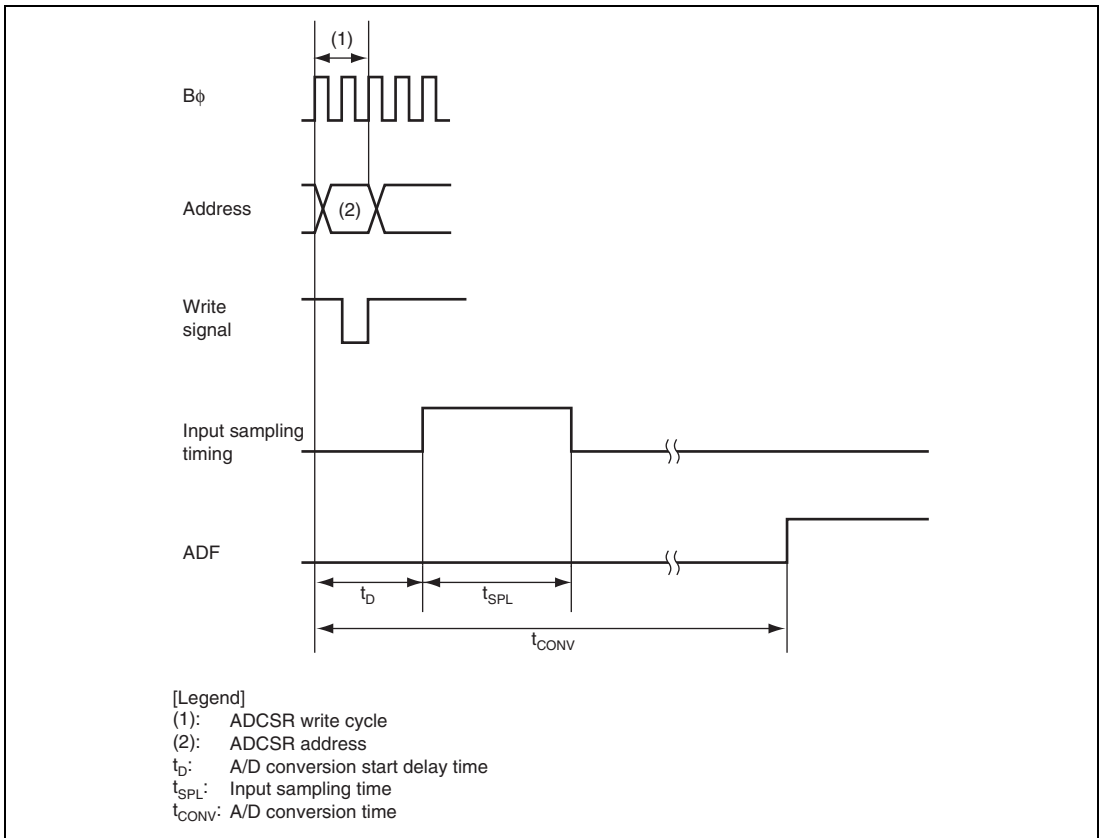 (1)
Bϕ
Address
(2)
Write
signal
Input sampling
timing
ADF
tD
tSPL
tCONV
[Legend]
(1): ADCSR write cycle
(2): ADCSR address
tD: A/D conversion start delay time
tSPL: Input sampling time
tCONV: A/D conversion time